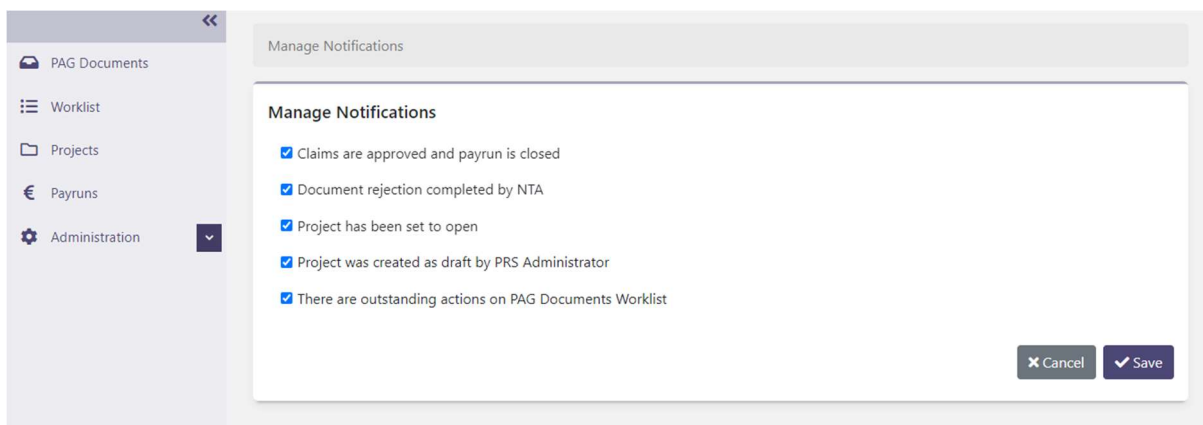 PAG Documents
Worklist
Projects
€ Payruns
Administration
Manage Notifications
Manage Notifications
Claims are approved and payrun is closed
Document rejection completed by NTA
Project has been set to open
Project was created as draft by PRS Administrator
There are outstanding actions on PAG Documents Worklist
Cancel
Save